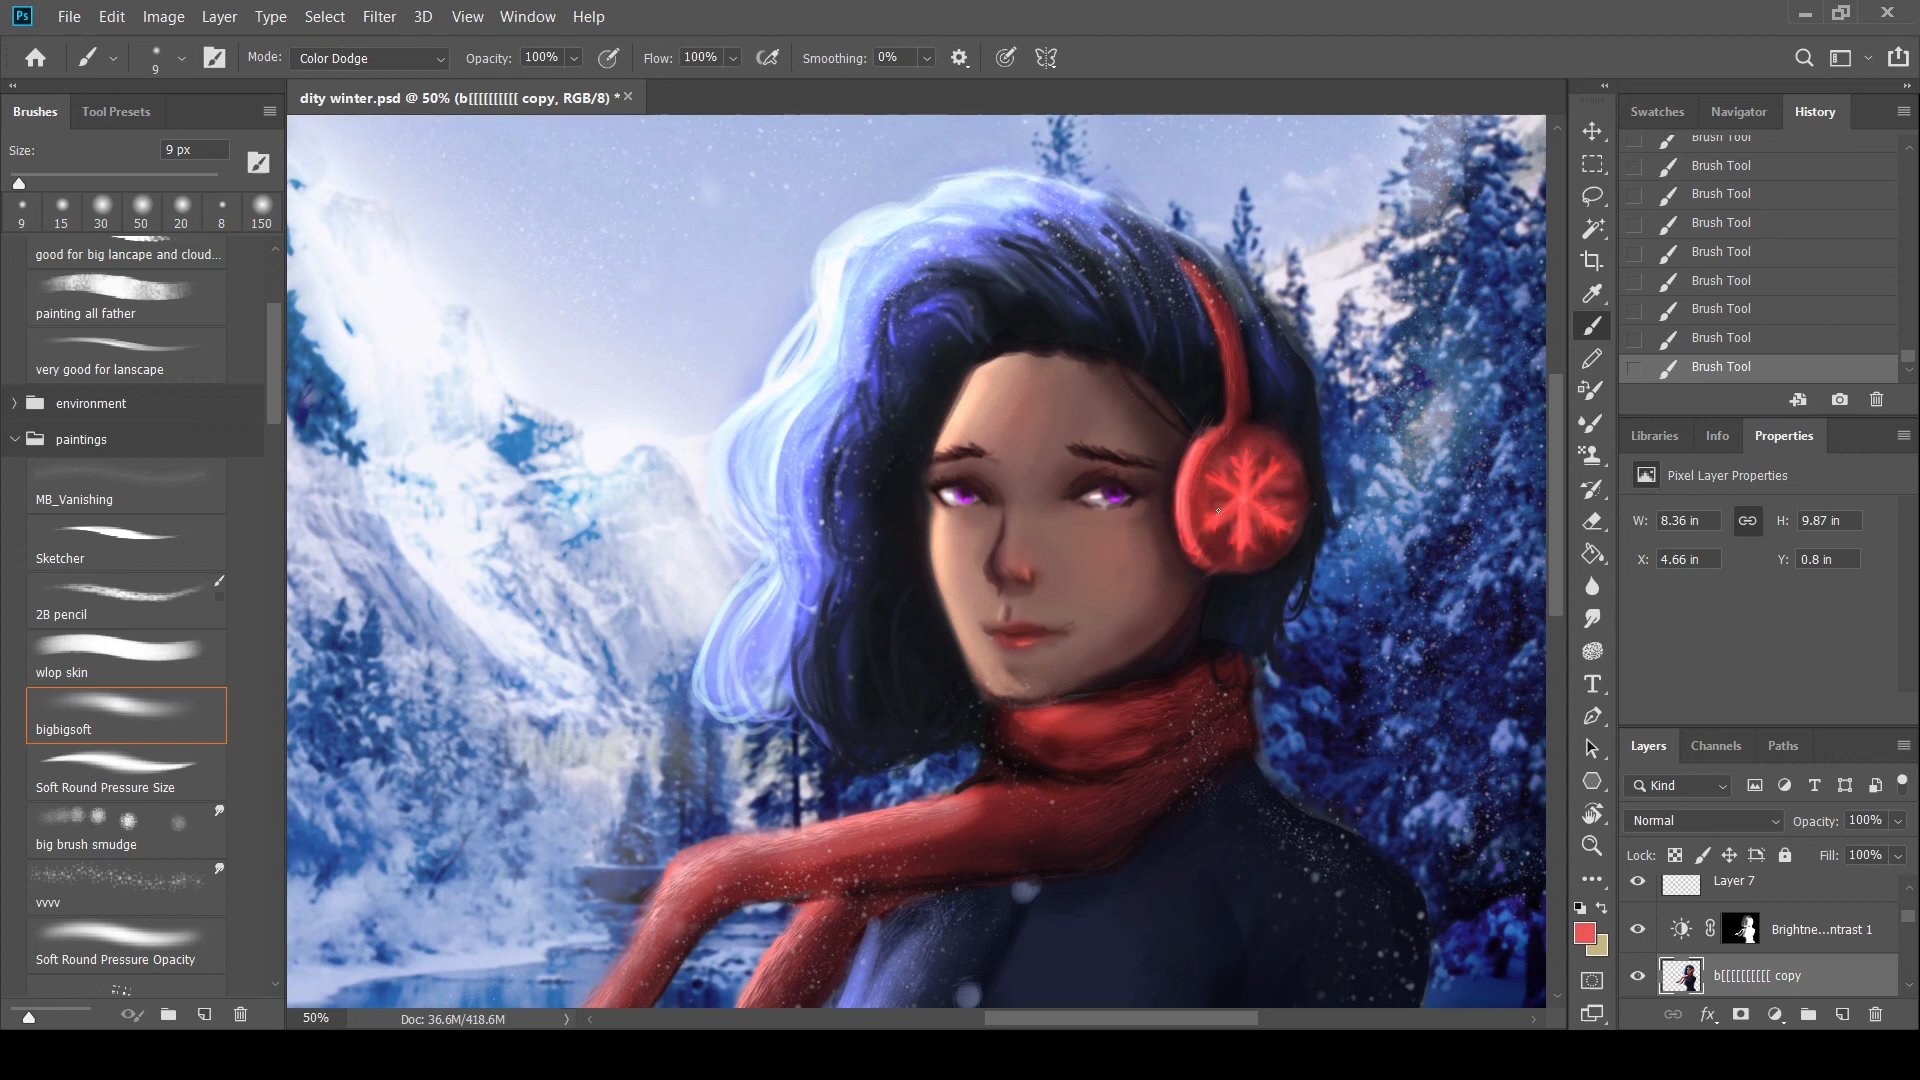 Ps File Edit Image Layer Type Select Filter 3D View Window Help
9 Mode: Color Dodge Opacity: 100% Flow: 100% Smoothing: 0%
dity winter.psd @ 50% (b[[[[[[[[[[ copy, RGB/8) *
Brushes Tool Presets
Size: 9 px
9 15 30 50 20 8 150
good for big lancape and cloud...
painting all father
very good for lanscape
environment
paintings
MB_Vanishing
Sketcher
2B pencil
wlop skin
bigbigsoft
Soft Round Pressure Size
big brush smudge
vvvv
Soft Round Pressure Opacity
50% Doc: 36.6M/418.6M
Swatches Navigator History
Brush Tool
Brush Tool
Brush Tool
Brush Tool
Brush Tool
Brush Tool
Brush Tool
Brush Tool
Brush Tool
Libraries Info Properties
Pixel Layer Properties
W: 8.36 in H: 9.87 in
X: 4.66 in Y: 0.8 in
Layers Channels Paths
Kind
Normal Opacity: 100%
Lock: Fill: 100%
Layer 7
Brightne...ntrast 1
b[[[[[[[[[[ copy